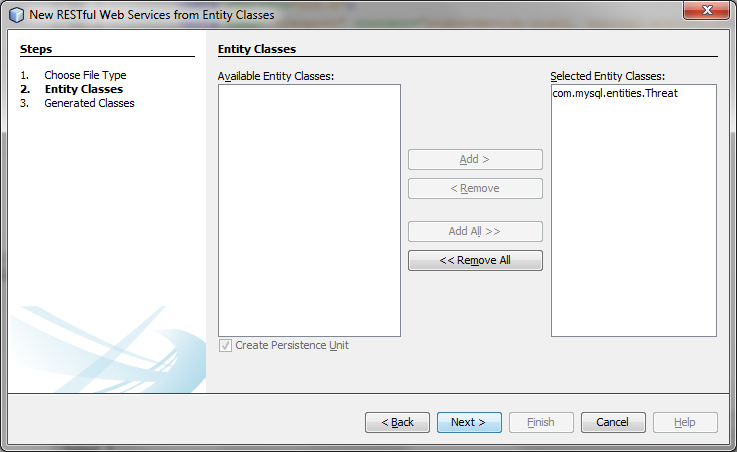 New RESTful Web Services from Entity Classes
Steps
1. Choose File Type
2. Entity Classes
3. Generated Classes
Entity Classes
Available Entity Classes:
Selected Entity Classes:
com.mysql.entities.Threat
Add >
< Remove
Add All >>
<< Remove All
Create Persistence Unit
< Back
Next >
Finish
Cancel
Help